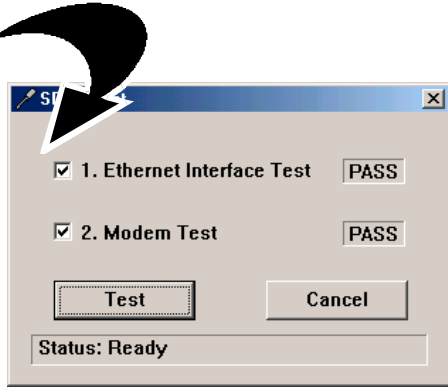 1. Ethernet Interface Test PASS
2. Modem Test PASS
Test Cancel
Status: Ready